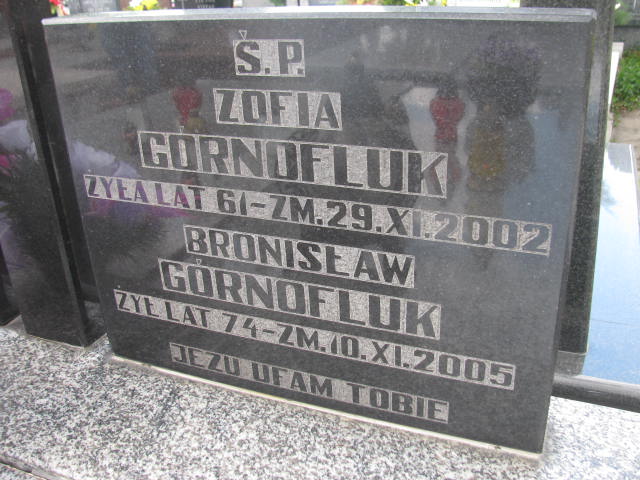 Ś.P.
ZOFIA
GÓRNOFLUK
ŻYŁA LAT 61-ZM.29.XI.2002
BRONISŁAW
GÓRNOFLUK
ŻYŁ LAT 74-ZM.10.XI.2005
JEZU UFAM TOBIE